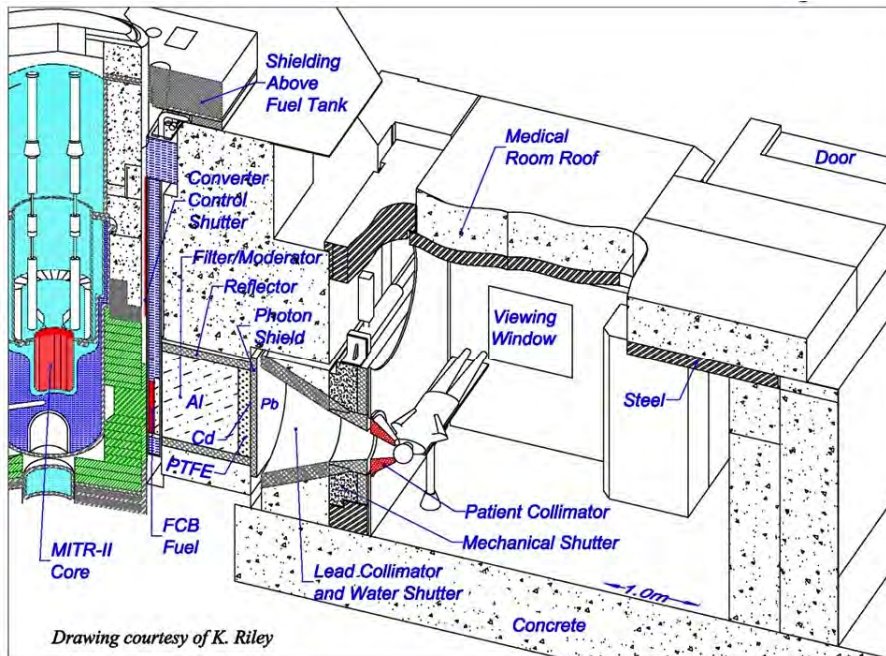 Shielding
Above
Fuel Tank
Medical
Room Roof
Door
Converter
Control
Shutter
Filter/Moderator
Reflector
Photon
Shield
Viewing
Window
Al
Pb
Steel
Cd
PTFE
Patient Collimator
FCB
Fuel
Mechanical Shutter
MITR-II
Core
Lead Collimator
and Water Shutter
1.0m
Concrete
Drawing courtesy of K. Riley